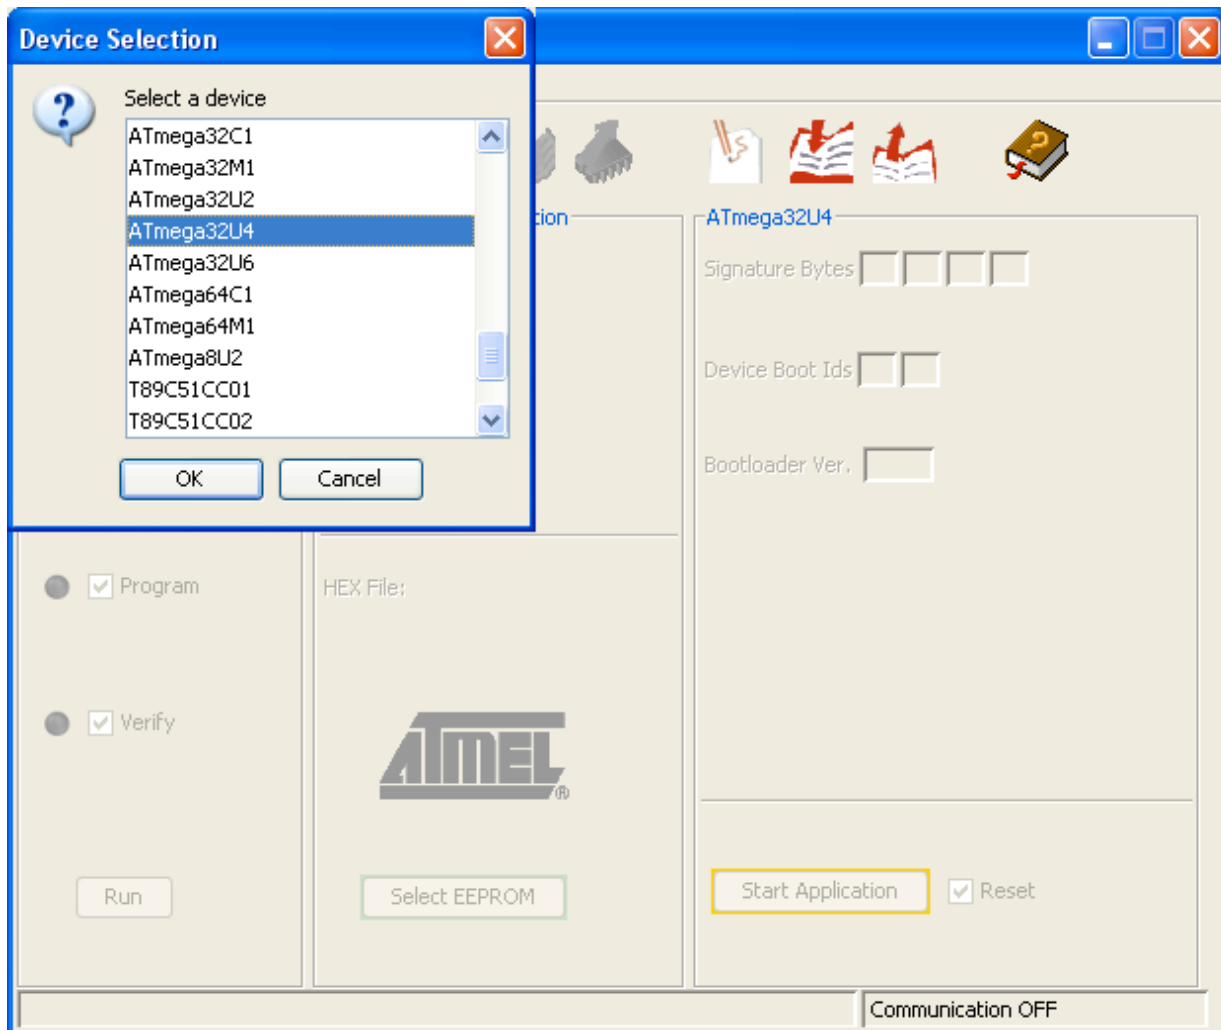 Device Selection
Select a device
ATmega32C1
ATmega32M1
ATmega32U2
ATmega32U4
ATmega32U6
ATmega64C1
ATmega64M1
ATmega8U2
T89C51CC01
T89C51CC02
OK
Cancel
tion
ATmega32U4
Signature Bytes
Device Boot Ids
Bootloader Ver.
Program
HEX File:
Verify
ATMEL
®
Run
Select EEPROM
Start Application
Reset
Communication OFF